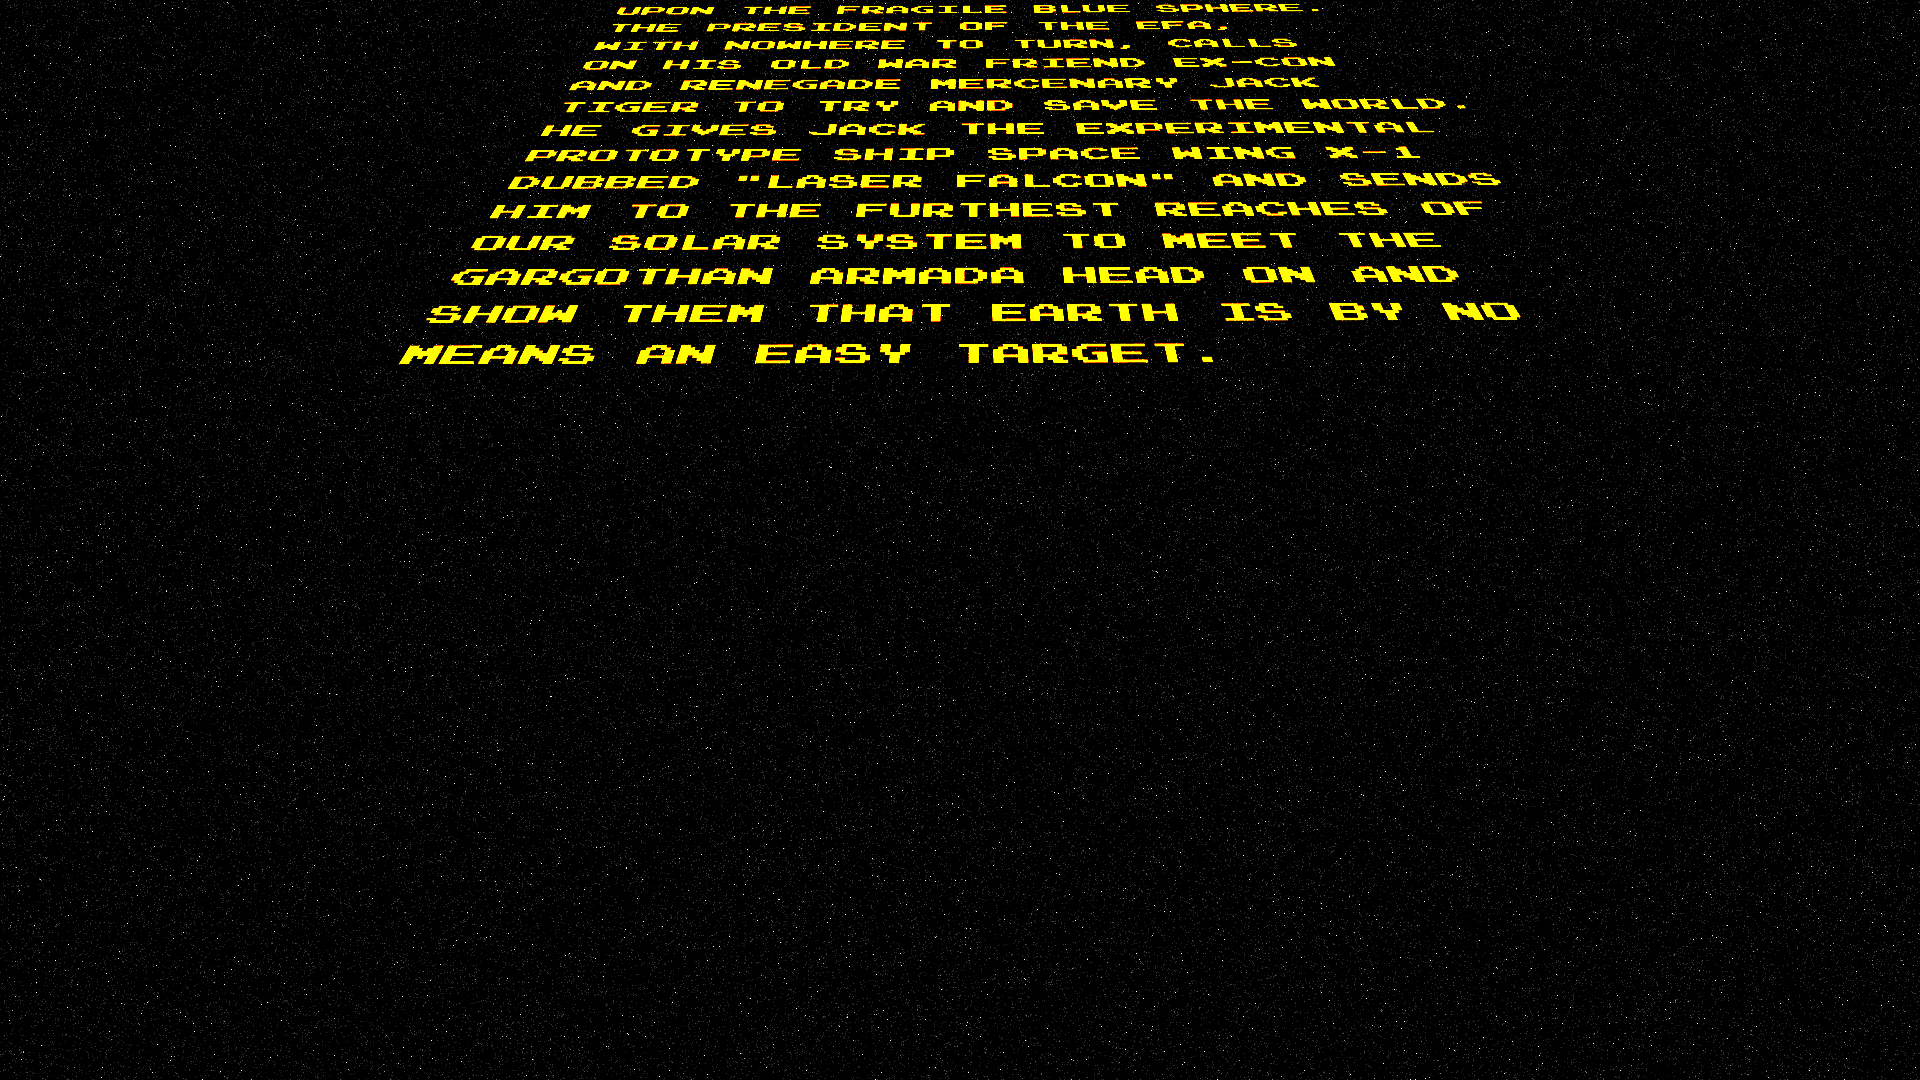 UPON THE FRAGILE BLUE SPHERE.
THE PRESIDENT OF THE EFA,
WITH NOWHERE TO TURN, CALLS
ON HIS OLD WAR FRIEND EX-CON
AND RENEGADE MERCENARY JACK
TIGER TO TRY AND SAVE THE WORLD.
HE GIVES JACK THE EXPERIMENTAL
PROTOTYPE SHIP SPACE WING X-1
DUBBED "LASER FALCON" AND SENDS
HIM TO THE FURTHEST REACHES OF
OUR SOLAR SYSTEM TO MEET THE
GARGOTHAN ARMADA HEAD ON AND
SHOW THEM THAT EARTH IS BY NO
MEANS AN EASY TARGET.